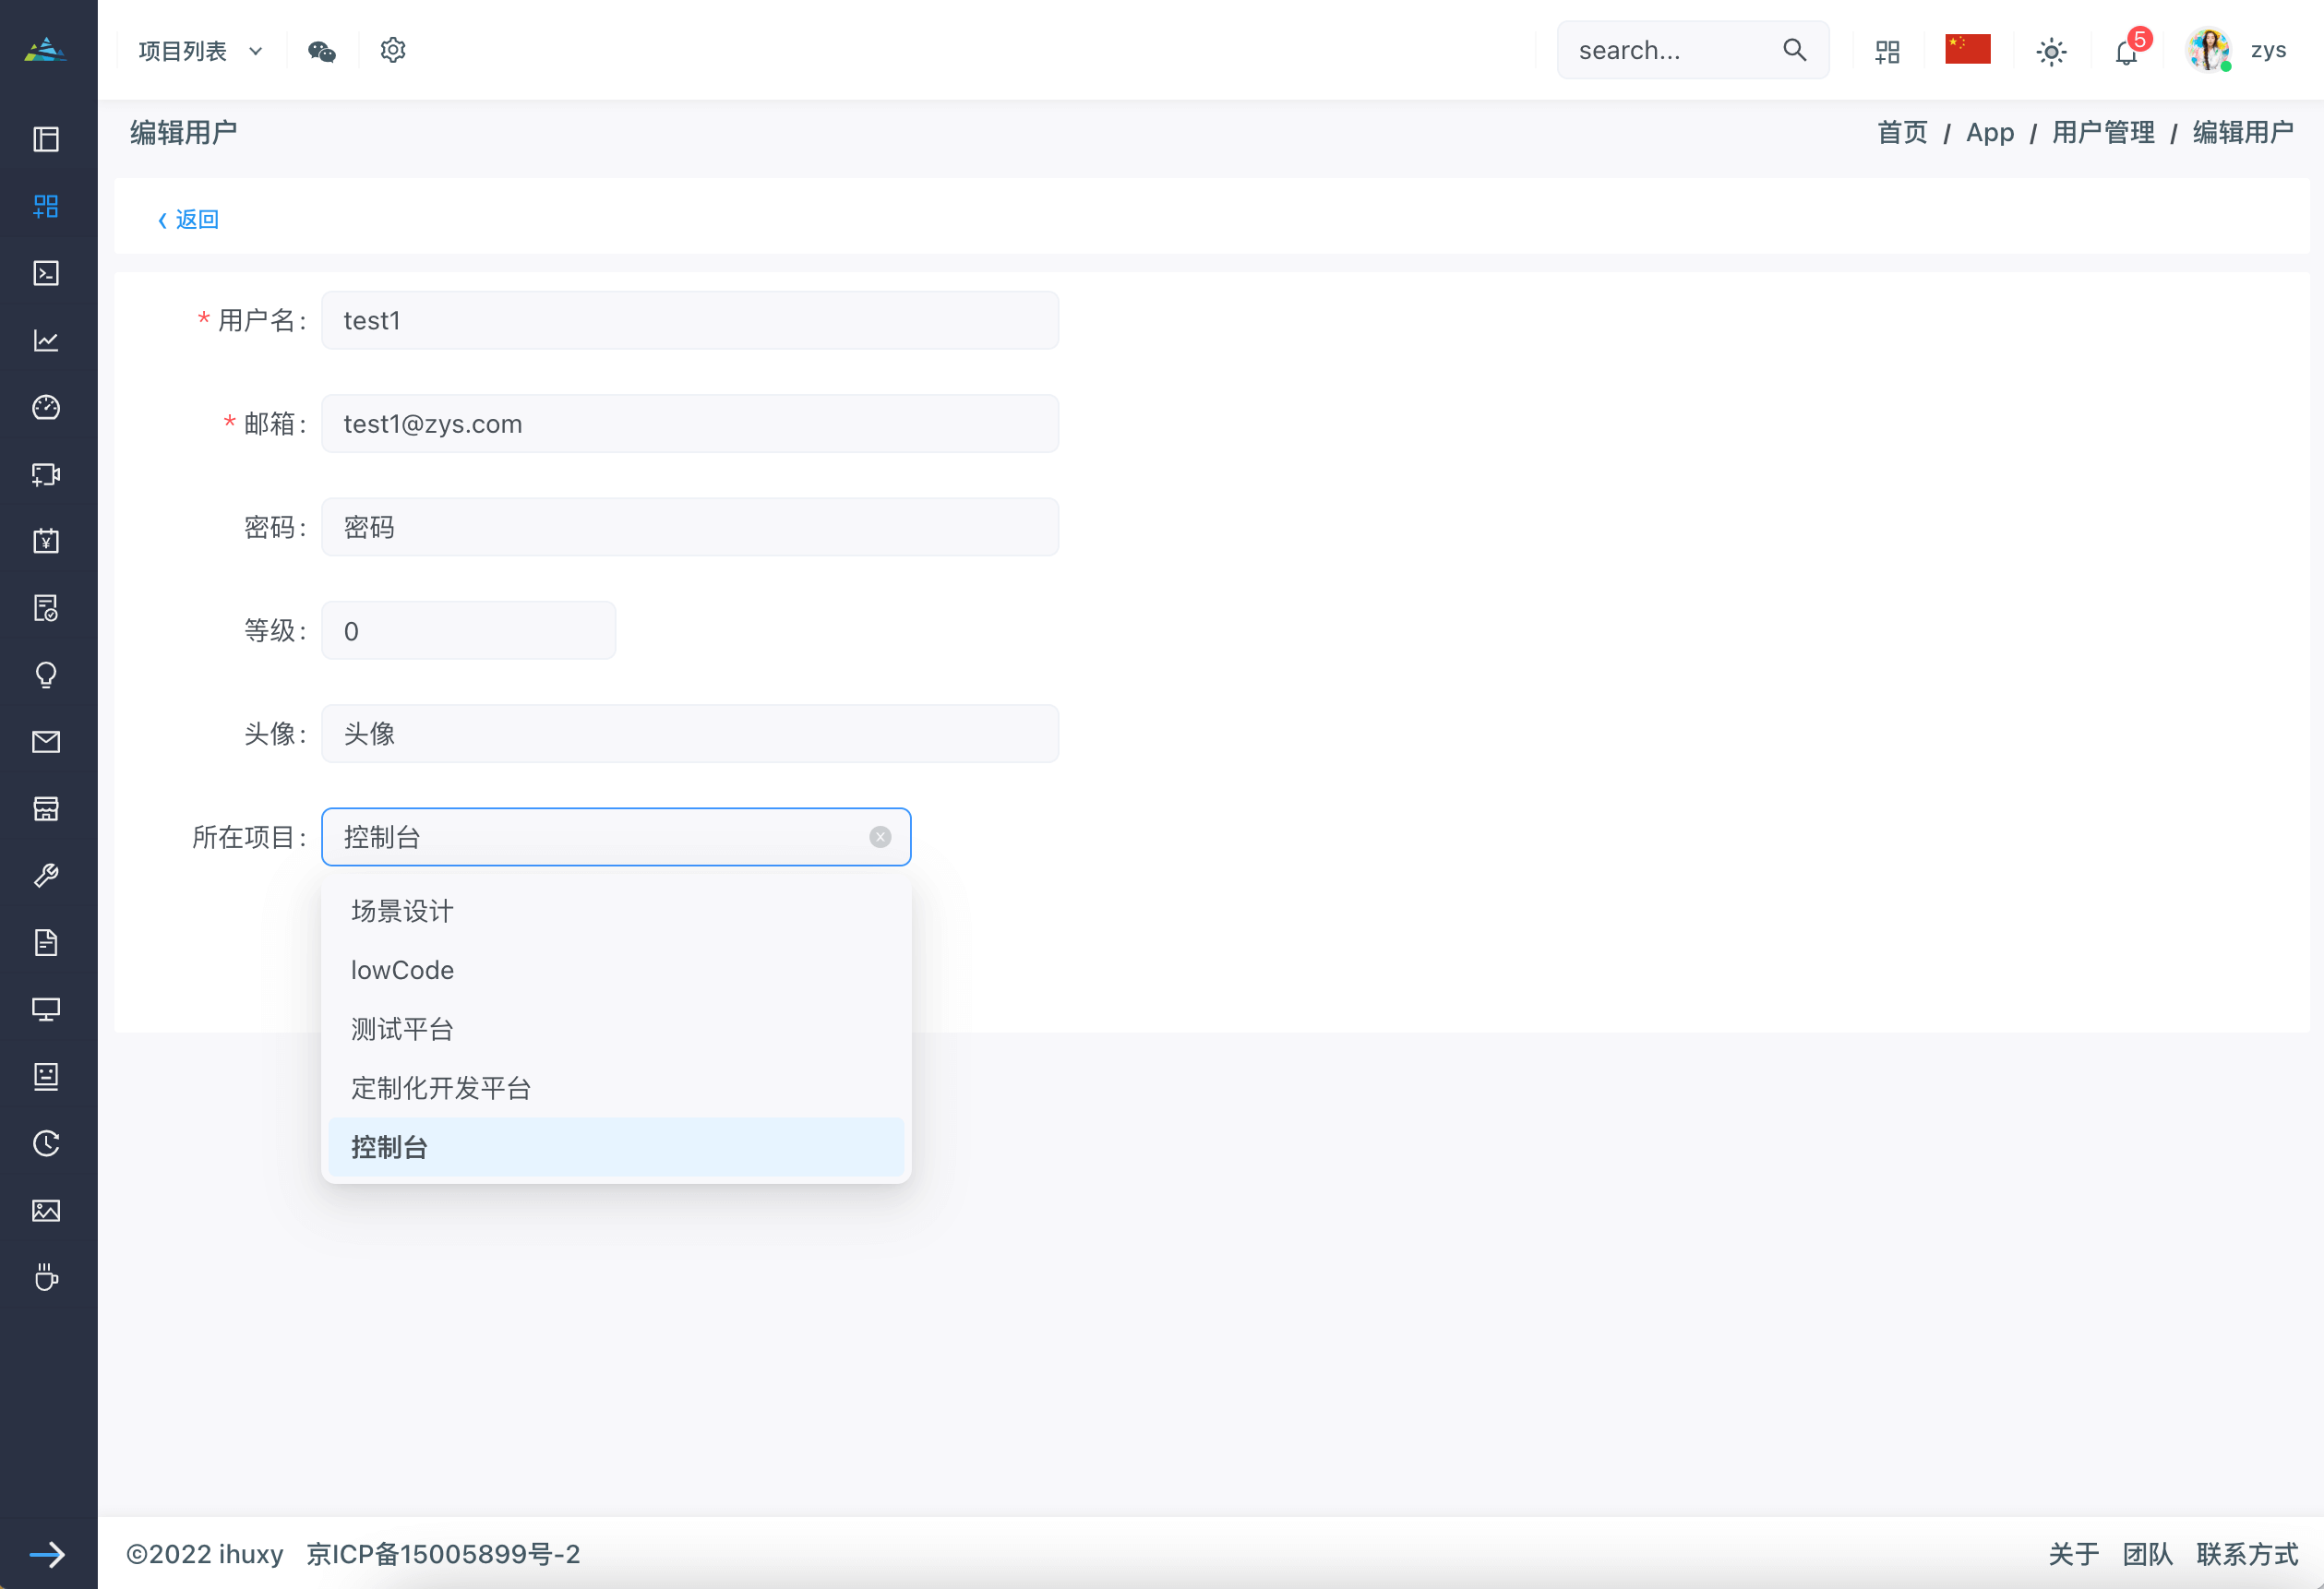 项目列表
search...
5
zys
编辑用户
首页 / App / 用户管理 / 编辑用户
返回
* 用户名: test1
* 邮箱: test1@zys.com
密码: 密码
等级: 0
头像: 头像
所在项目: 控制台
场景设计
lowCode
测试平台
定制化开发平台
控制台
©2022 ihuxy 京ICP备15005899号-2
关于 团队 联系方式